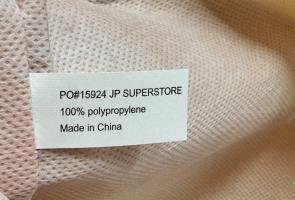 PO#15924 JP SUPERSTORE
100% polypropylene
Made in China